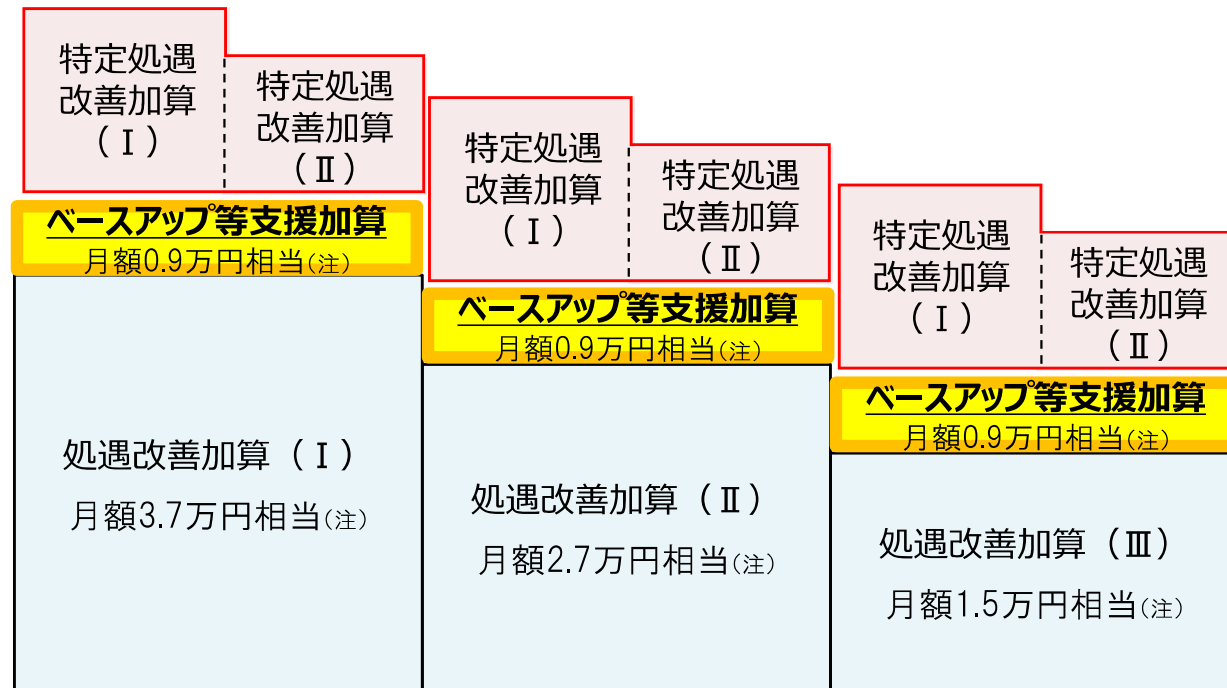 特定処遇
改善加算
（Ⅰ）
特定処遇
改善加算
（Ⅱ）
ベースアップ等支援加算
月額0.9万円相当(注)
処遇改善加算（Ⅰ）
月額3.7万円相当(注)
特定処遇
改善加算
（Ⅰ）
特定処遇
改善加算
（Ⅱ）
ベースアップ等支援加算
月額0.9万円相当(注)
処遇改善加算（Ⅱ）
月額2.7万円相当(注)
特定処遇
改善加算
（Ⅰ）
特定処遇
改善加算
（Ⅱ）
ベースアップ等支援加算
月額0.9万円相当(注)
処遇改善加算（Ⅲ）
月額1.5万円相当(注)